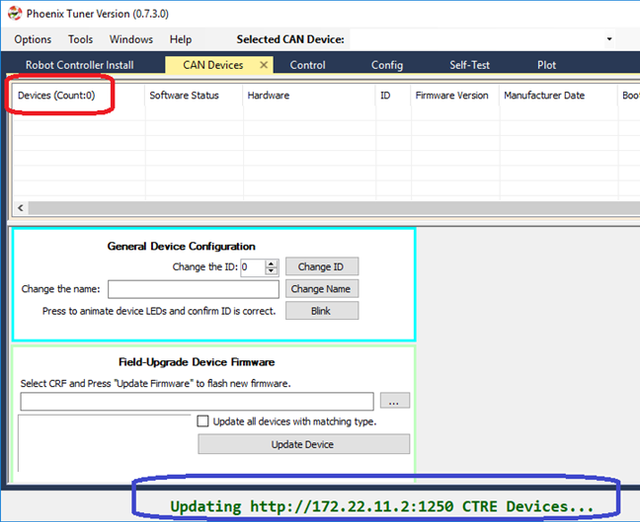 Phoenix Tuner Version (0.7.3.0)
Options Tools Windows Help Selected CAN Device:
Robot Controller Install CAN Devices × Control Config Self-Test Plot
Devices (Count:0) Software Status Hardware ID Firmware Version Manufacturer Date Boot
General Device Configuration
Change the ID: 0 Change ID
Change the name: Change Name
Press to animate device LEDs and confirm ID is correct. Blink
Field-Upgrade Device Firmware
Select CRF and Press "Update Firmware" to flash new firmware.
...
Update all devices with matching type.
Update Device
Updating http://172.22.11.2:1250 CTRE Devices...